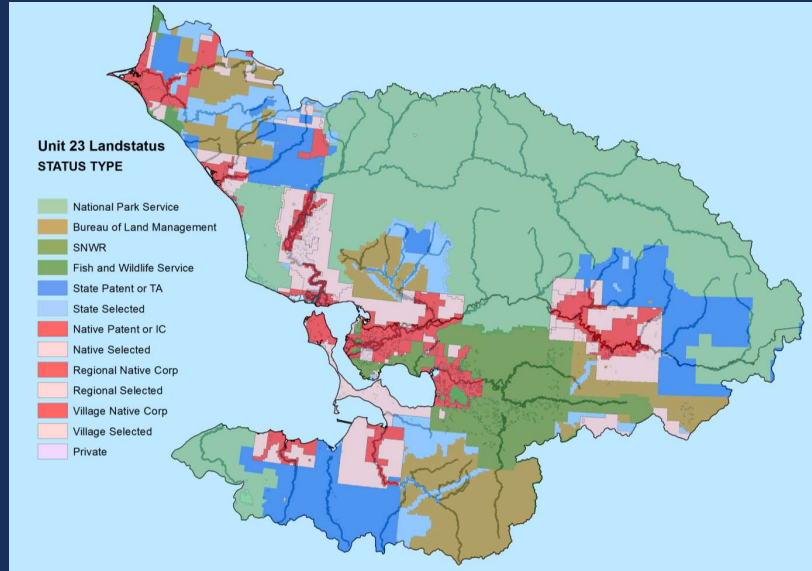 Unit 23 Landstatus
STATUS TYPE
National Park Service
Bureau of Land Management
SNWR
Fish and Wildlife Service
State Patent or TA
State Selected
Native Patent or IC
Native Selected
Regional Native Corp
Regional Selected
Village Native Corp
Village Selected
Private